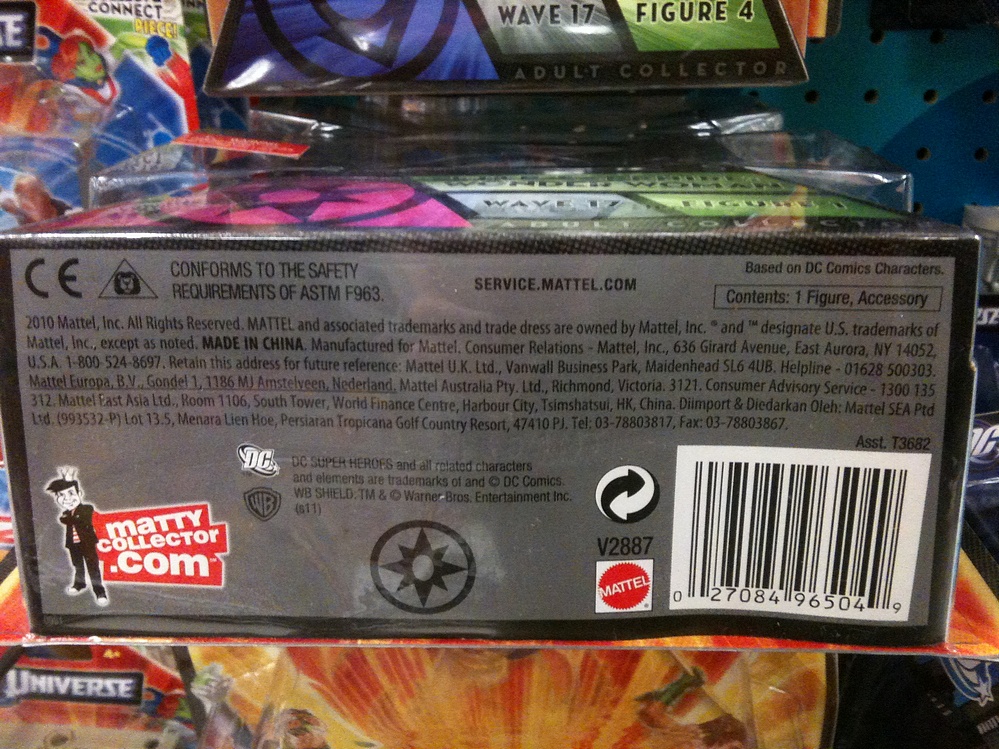 CONNECT
PIECE!
WAVE 17
FIGURE 4
ADULT COLLECTOR
WONDER WOMAN
WAVE 17
FIGURE 1
ADULT COLLECTOR
CE
CONFORMS TO THE SAFETY
REQUIREMENTS OF ASTM F963.
SERVICE.MATTEL.COM
Based on DC Comics Characters.
Contents: 1 Figure, Accessory
2010 Mattel, Inc. All Rights Reserved. MATTEL and associated trademarks and trade dress are owned by Mattel, Inc. ® and ™ designate U.S. trademarks of
Mattel, Inc., except as noted. MADE IN CHINA. Manufactured for Mattel. Consumer Relations - Mattel, Inc., 636 Girard Avenue, East Aurora, NY 14052,
U.S.A. 1-800-524-8697. Retain this address for future reference: Mattel U.K. Ltd., Vanwall Business Park, Maidenhead SL6 4UB. Helpline - 01628 500303.
Mattel Europa, B.V., Gondel 1, 1186 MJ Amstelveen, Nederland. Mattel Australia Pty. Ltd., Richmond, Victoria. 3121. Consumer Advisory Service - 1300 135
312. Mattel East Asia Ltd., Room 1106, South Tower, World Finance Centre, Harbour City, Tsimshatsui, HK, China. Diimport & Diedarkan Oleh: Mattel SEA Ptd
Ltd. (993532-P) Lot 13.5, Menara Lien Hoe, Persiaran Tropicana Golf Country Resort, 47410 PJ. Tel: 03-78803817, Fax: 03-78803867.
Asst. T3682
DC
DC SUPER HEROES and all related characters
and elements are trademarks of and © DC Comics.
WB SHIELD: TM & © Warner Bros. Entertainment Inc.
(s11)
WB
matty
COLLECTOR
.com™
V2887
MATTEL
®
0 27084 96504 9
4+
UNIVERSE
DC